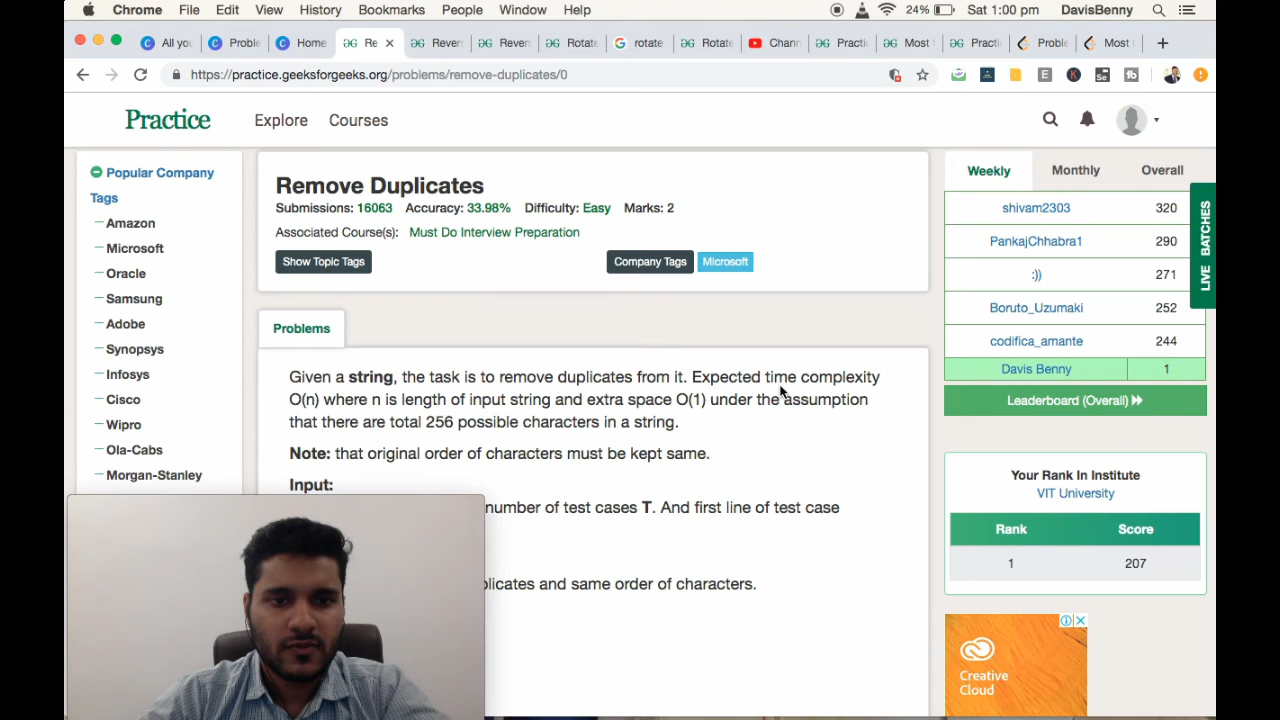 Chrome File Edit View History Bookmarks People Window Help 24% Sat 1:00 pm DavisBenny
All you Proble Home Re Rever Rever Rotate rotate Rotate Chann Practi Most Practi Proble Most
https://practice.geeksforgeeks.org/problems/remove-duplicates/0
Practice Explore Courses
Popular Company
Tags
Amazon
Microsoft
Oracle
Samsung
Adobe
Synopsys
Infosys
Cisco
Wipro
Ola-Cabs
Morgan-Stanley
Remove Duplicates
Submissions: 16063 Accuracy: 33.98% Difficulty: Easy Marks: 2
Associated Course(s): Must Do Interview Preparation
Show Topic Tags Company Tags Microsoft
Problems
Given a string, the task is to remove duplicates from it. Expected time complexity
O(n) where n is length of input string and extra space O(1) under the assumption
that there are total 256 possible characters in a string.
Note: that original order of characters must be kept same.
Input:
number of test cases T. And first line of test case
plicates and same order of characters.
Weekly Monthly Overall
shivam2303 320
PankajChhabra1 290
:)) 271
Boruto_Uzumaki 252
codifica_amante 244
Davis Benny 1
Leaderboard (Overall)
LIVE BATCHES
Your Rank In Institute
VIT University
Rank Score
1 207
Creative
Cloud